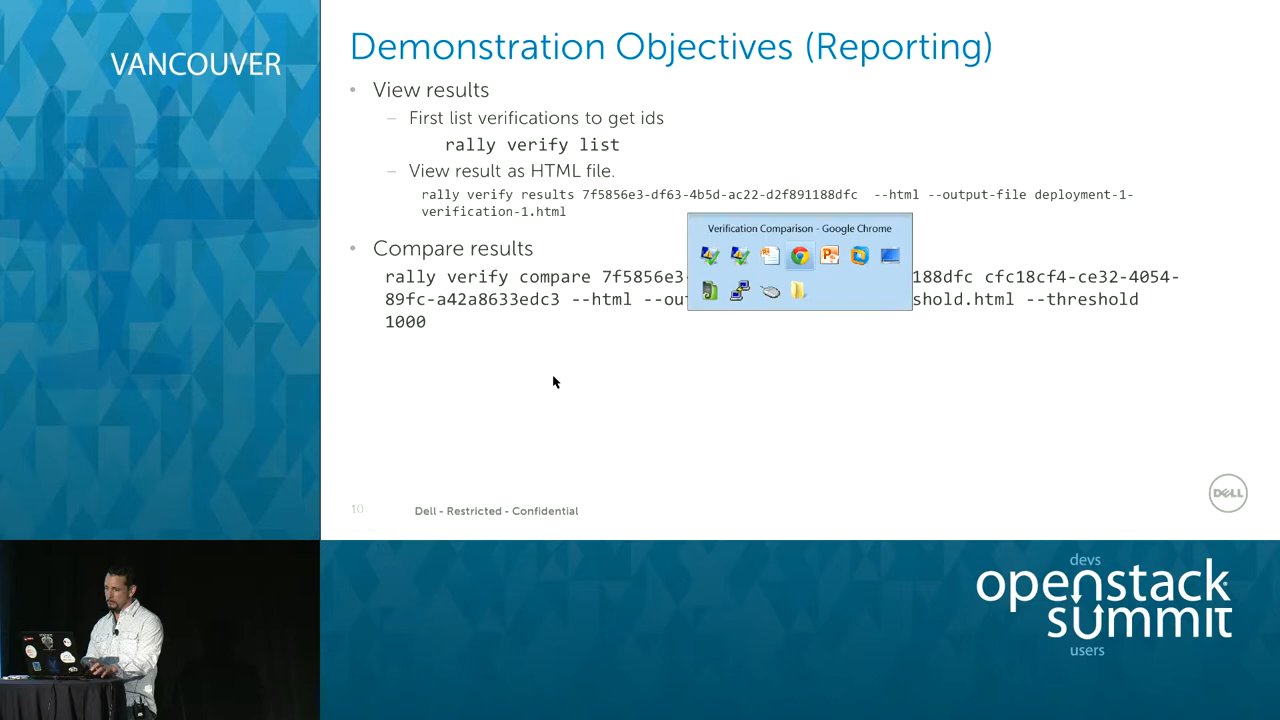 VANCOUVER
Demonstration Objectives (Reporting)
• View results
– First list verifications to get ids
rally verify list
– View result as HTML file.
rally verify results 7f5856e3-df63-4b5d-ac22-d2f891188dfc --html --output-file deployment-1-
verification-1.html
Verification Comparison - Google Chrome
• Compare results
rally verify compare 7f5856e3- 188dfc cfc18cf4-ce32-4054-
89fc-a42a8633edc3 --html --ou shold.html --threshold
1000
10 Dell - Restricted - Confidential
DELL
devs
openstack
summit
users